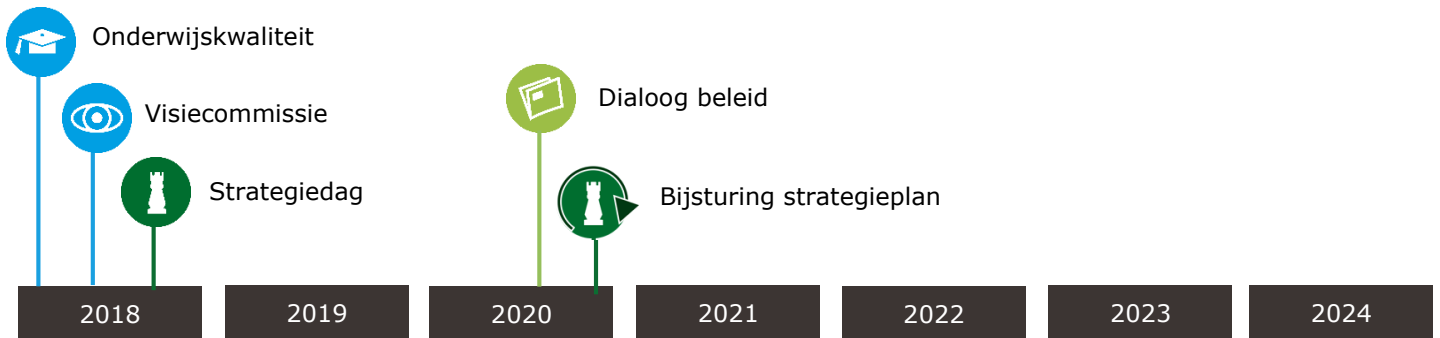 Onderwijskwaliteit
Visiecommissie
Strategiedag
Dialoog beleid
Bijsturing strategieplan
2018
2019
2020
2021
2022
2023
2024